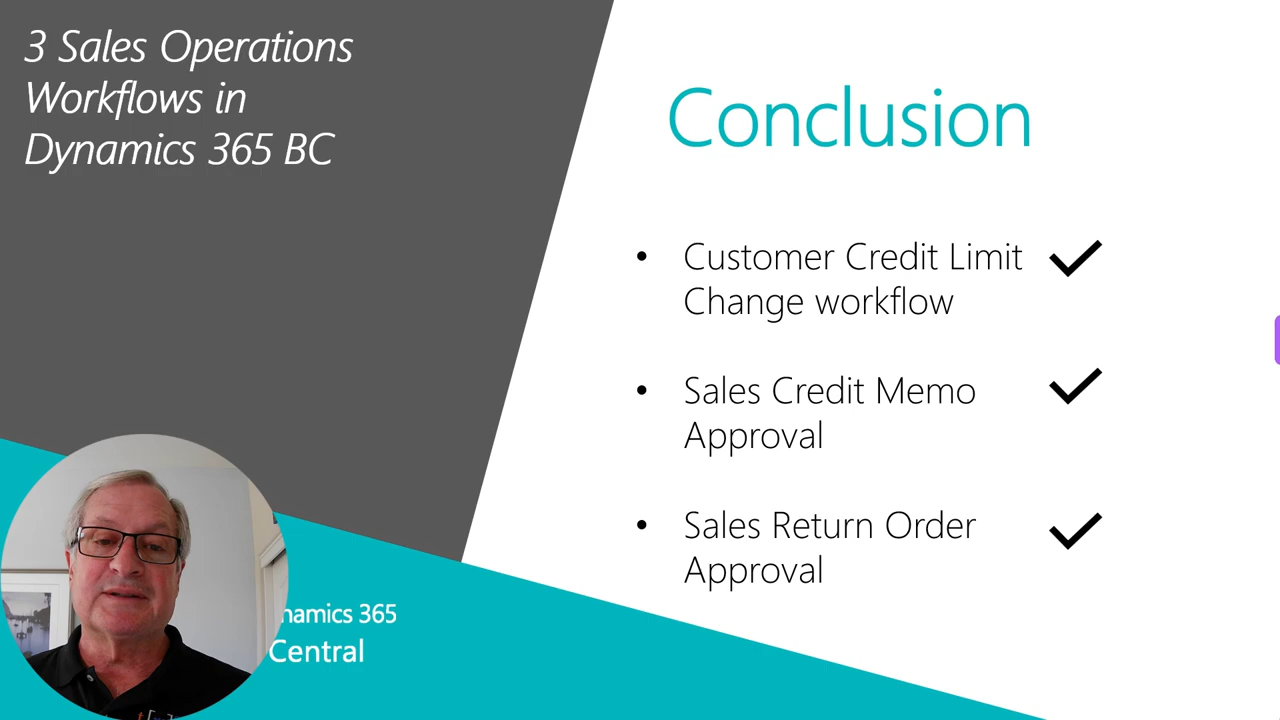 3 Sales Operations
Workflows in
Dynamics 365 BC
Conclusion
• Customer Credit Limit
Change workflow
• Sales Credit Memo
Approval
• Sales Return Order
Approval
namics 365
Central